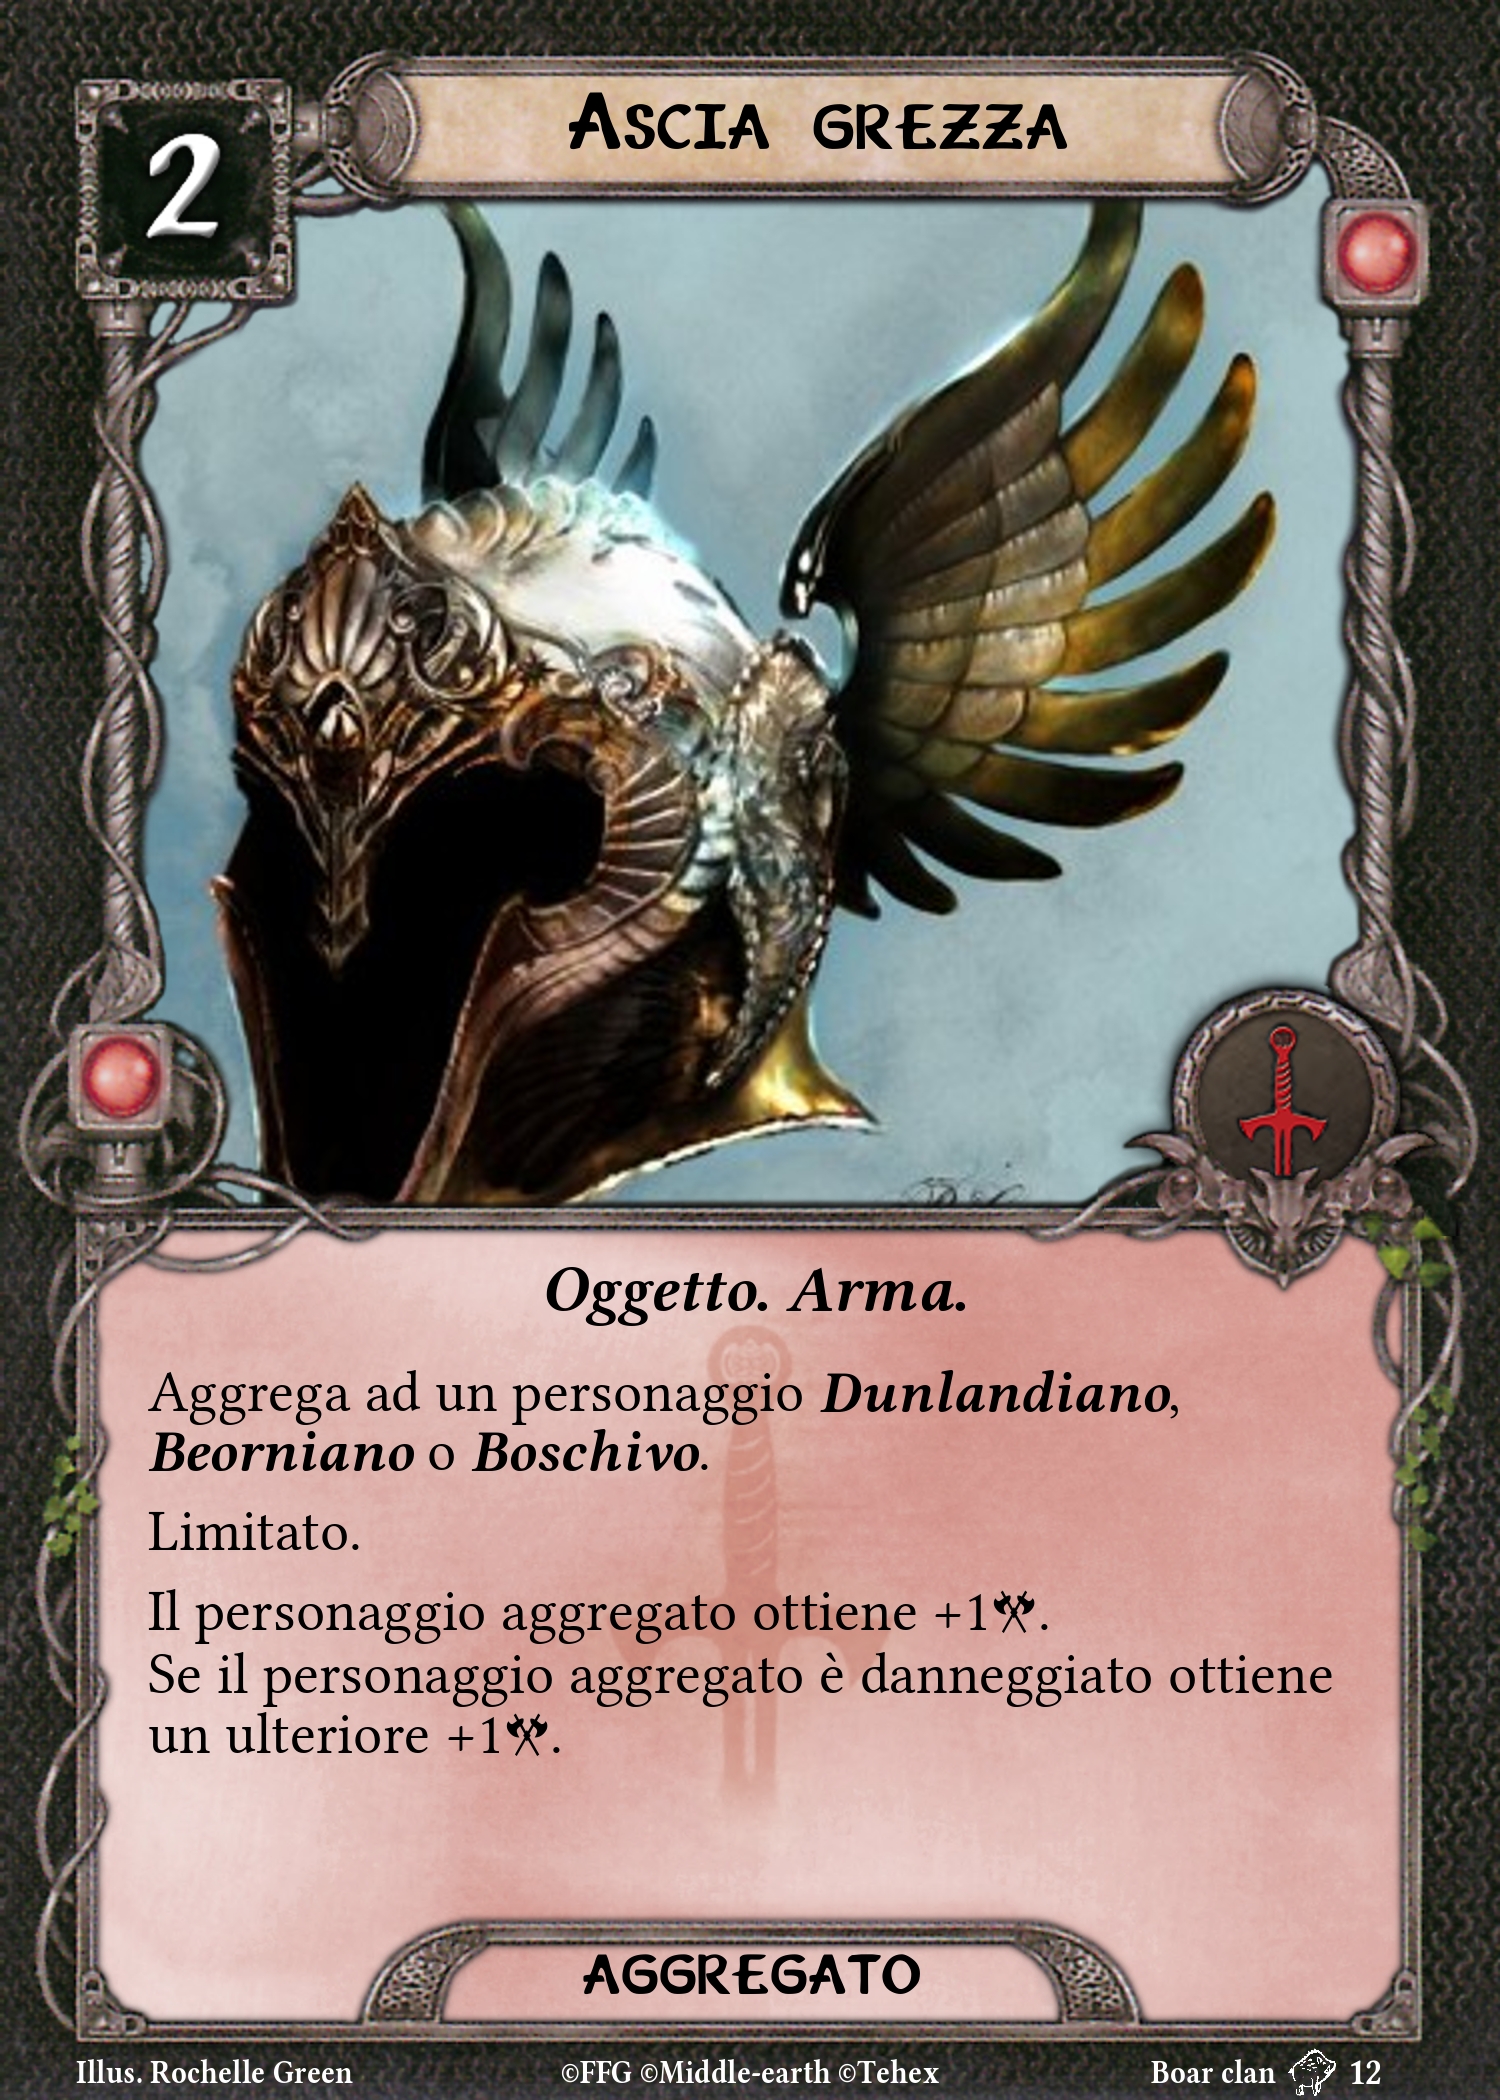 2
Ascia grezza
Oggetto. Arma.
Aggrega ad un personaggio Dunlandiano,
Beorniano o Boschivo.
Limitato.
Il personaggio aggregato ottiene +1.
Se il personaggio aggregato è danneggiato ottiene
un ulteriore +1.
AGGREGATO
Illus. Rochelle Green ©FFG ©Middle-earth ©Tehex Boar clan 12